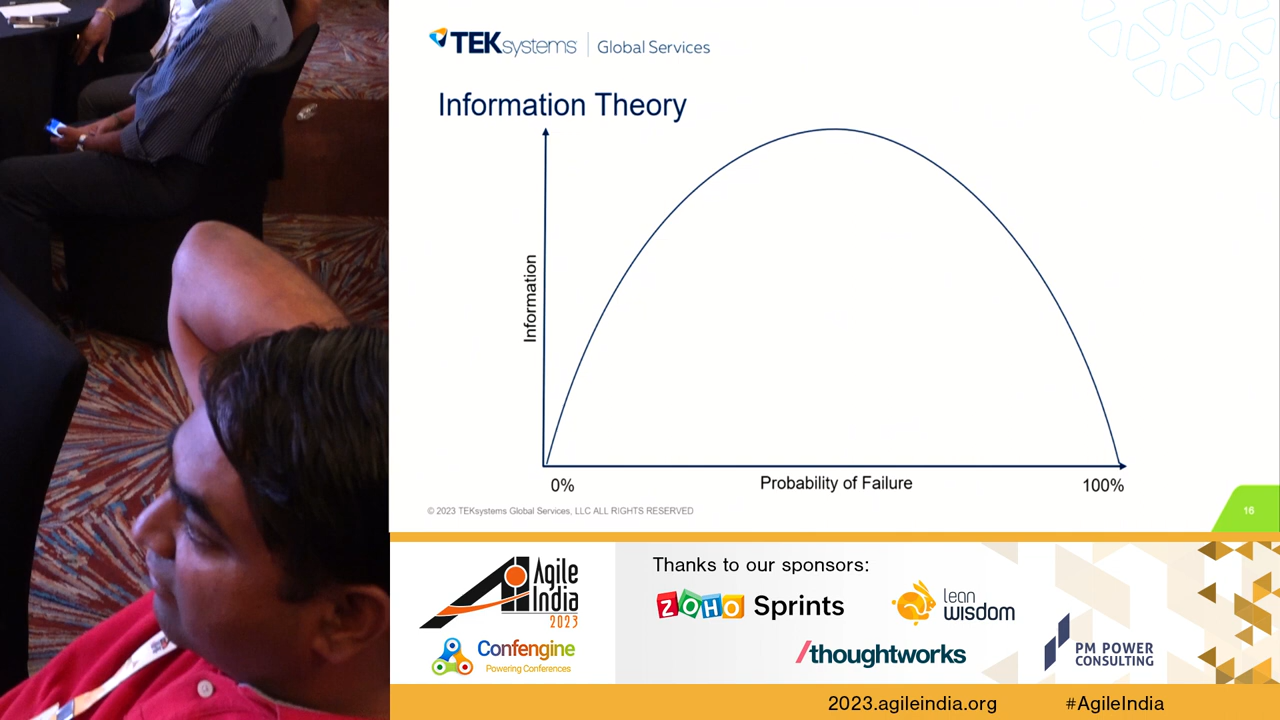 TEKsystems | Global Services
Information Theory
Information
0%
Probability of Failure
100%
© 2023 TEKsystems Global Services, LLC ALL RIGHTS RESERVED
16
Agile
India
2023
Confengine
Powering Conferences
Thanks to our sponsors:
ZOHO Sprints
lean
wisdom
/thoughtworks
PM POWER
CONSULTING
2023.agileindia.org
#AgileIndia